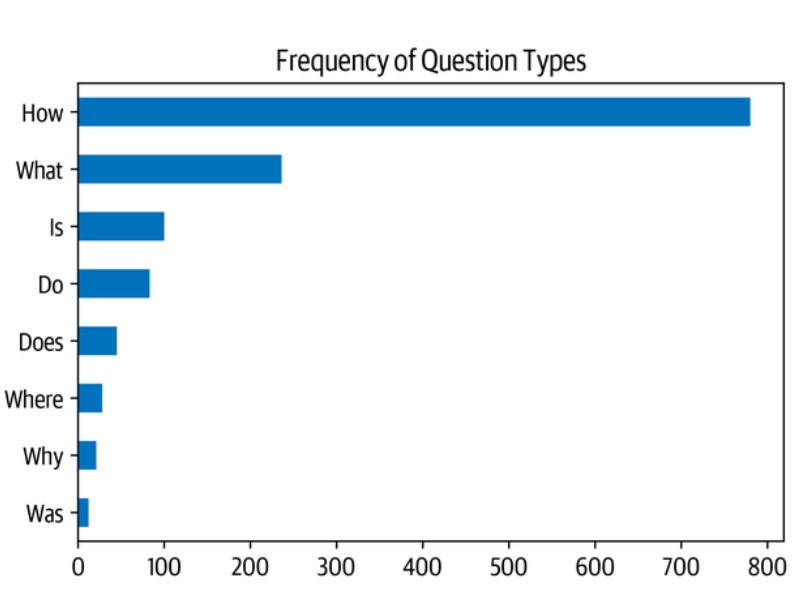 Frequency of Question Types
How
What
Is
Do
Does
Where
Why
Was
0 100 200 300 400 500 600 700 800